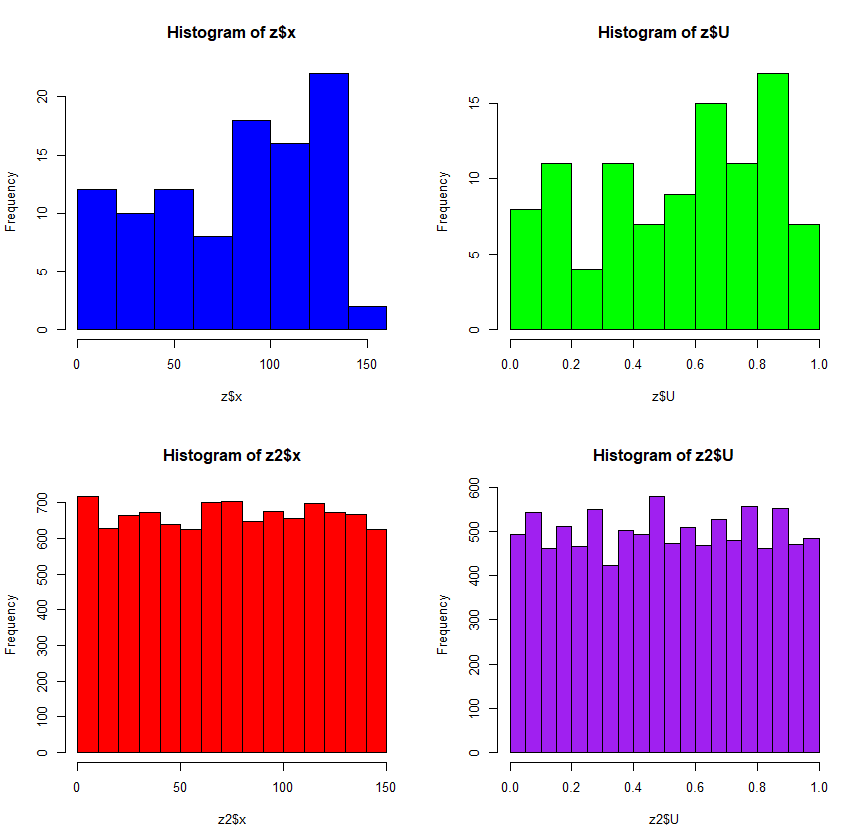 Histogram of z$x
Frequency
0 5 10 15 20
0 50 100 150
z$x
Histogram of z$U
Frequency
0 5 10 15
0.0 0.2 0.4 0.6 0.8 1.0
z$U
Histogram of z2$x
Frequency
0 100 200 300 400 500 600 700
0 50 100 150
z2$x
Histogram of z2$U
Frequency
0 100 200 300 400 500 600
0.0 0.2 0.4 0.6 0.8 1.0
z2$U